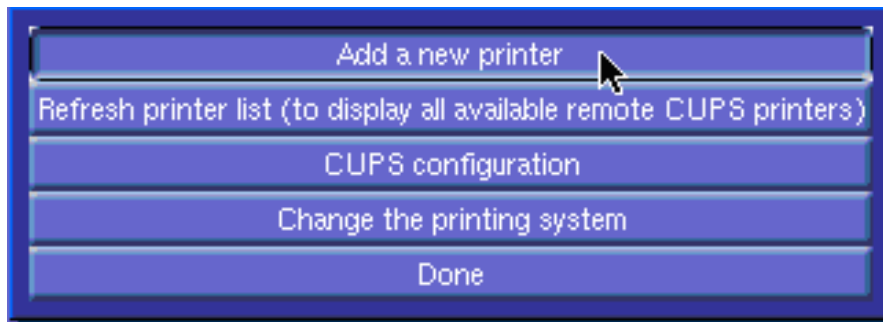 Add a new printer
Refresh printer list (to display all available remote CUPS printers)
CUPS configuration
Change the printing system
Done